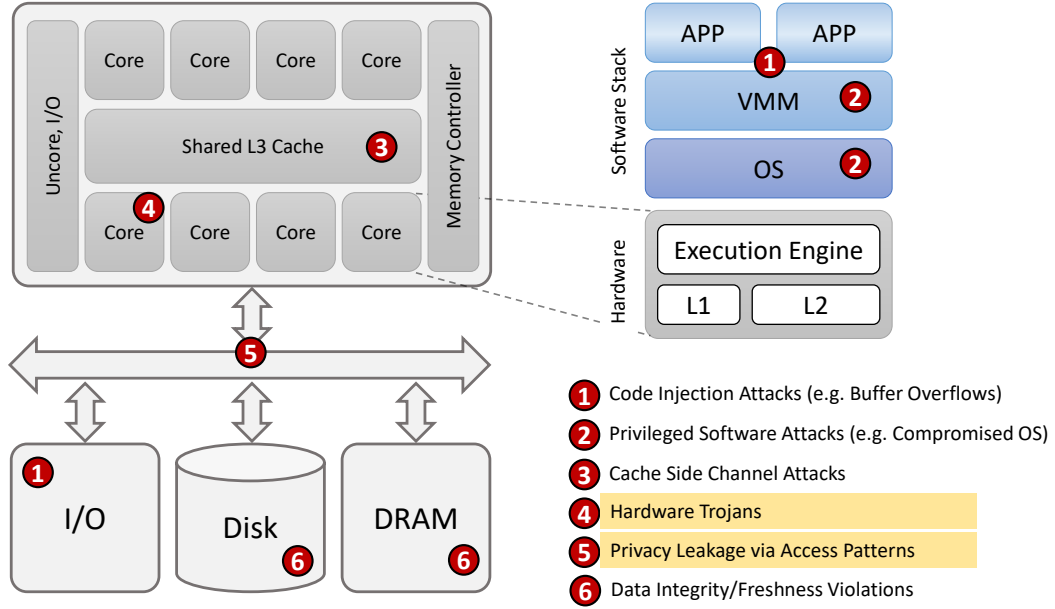 Uncore, I/O
Core Core Core Core
Shared L3 Cache 3
4
Core Core Core Core
Memory Controller
5
1
I/O
Disk
6
DRAM
6
Software Stack
APP APP
1
VMM 2
OS 2
Hardware
Execution Engine
L1 L2
1 Code Injection Attacks (e.g. Buffer Overflows)
2 Privileged Software Attacks (e.g. Compromised OS)
3 Cache Side Channel Attacks
4 Hardware Trojans
5 Privacy Leakage via Access Patterns
6 Data Integrity/Freshness Violations